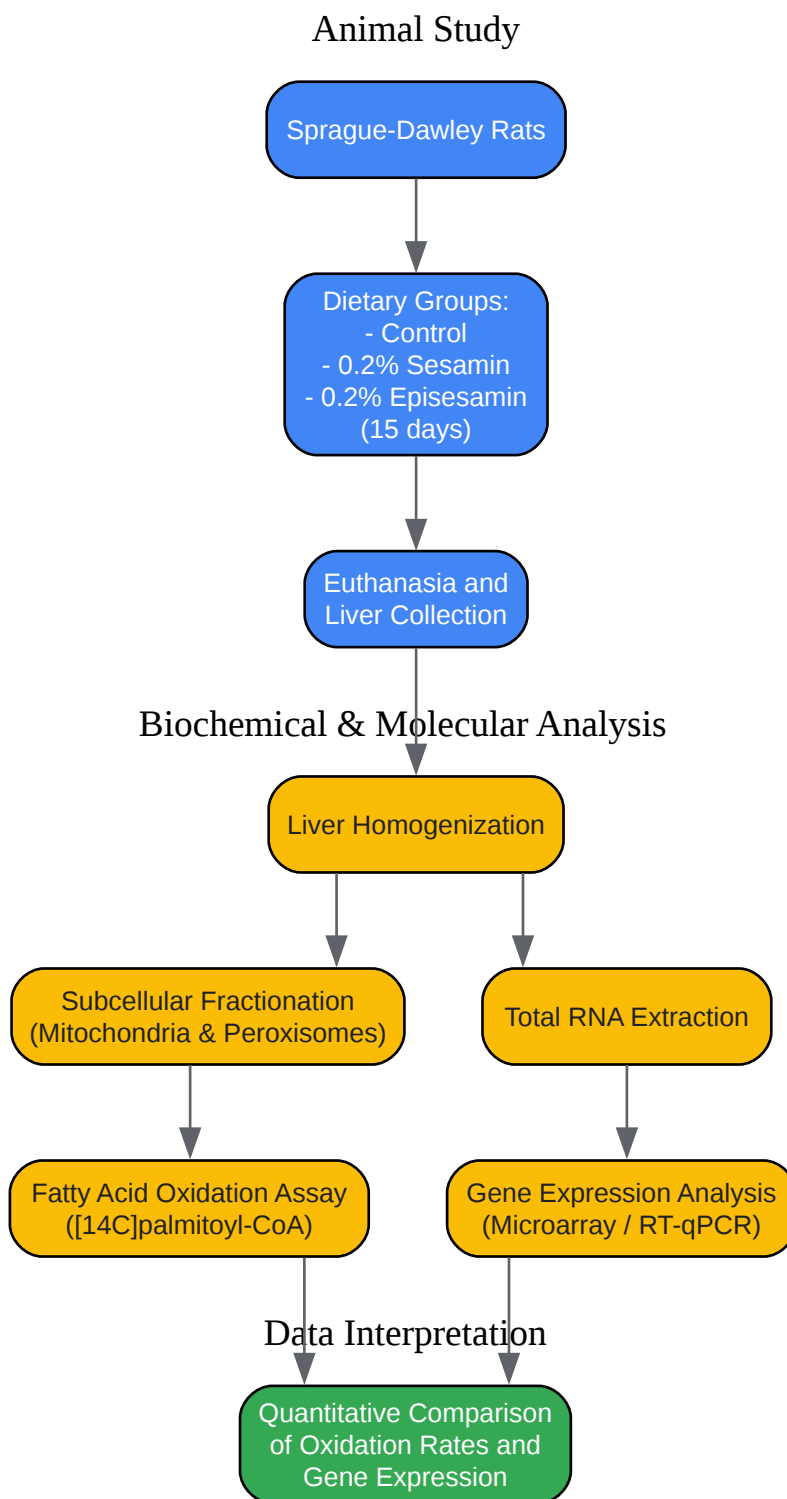 Animal Study
Sprague-Dawley Rats
Dietary Groups:
- Control
- 0.2% Sesamin
- 0.2% Episesamin
(15 days)
Euthanasia and
Liver Collection
Biochemical & Molecular Analysis
Liver Homogenization
Subcellular Fractionation
(Mitochondria & Peroxisomes)
Total RNA Extraction
Fatty Acid Oxidation Assay
([14C]palmitoyl-CoA)
Gene Expression Analysis
(Microarray / RT-qPCR)
Data Interpretation
Quantitative Comparison
of Oxidation Rates and
Gene Expression